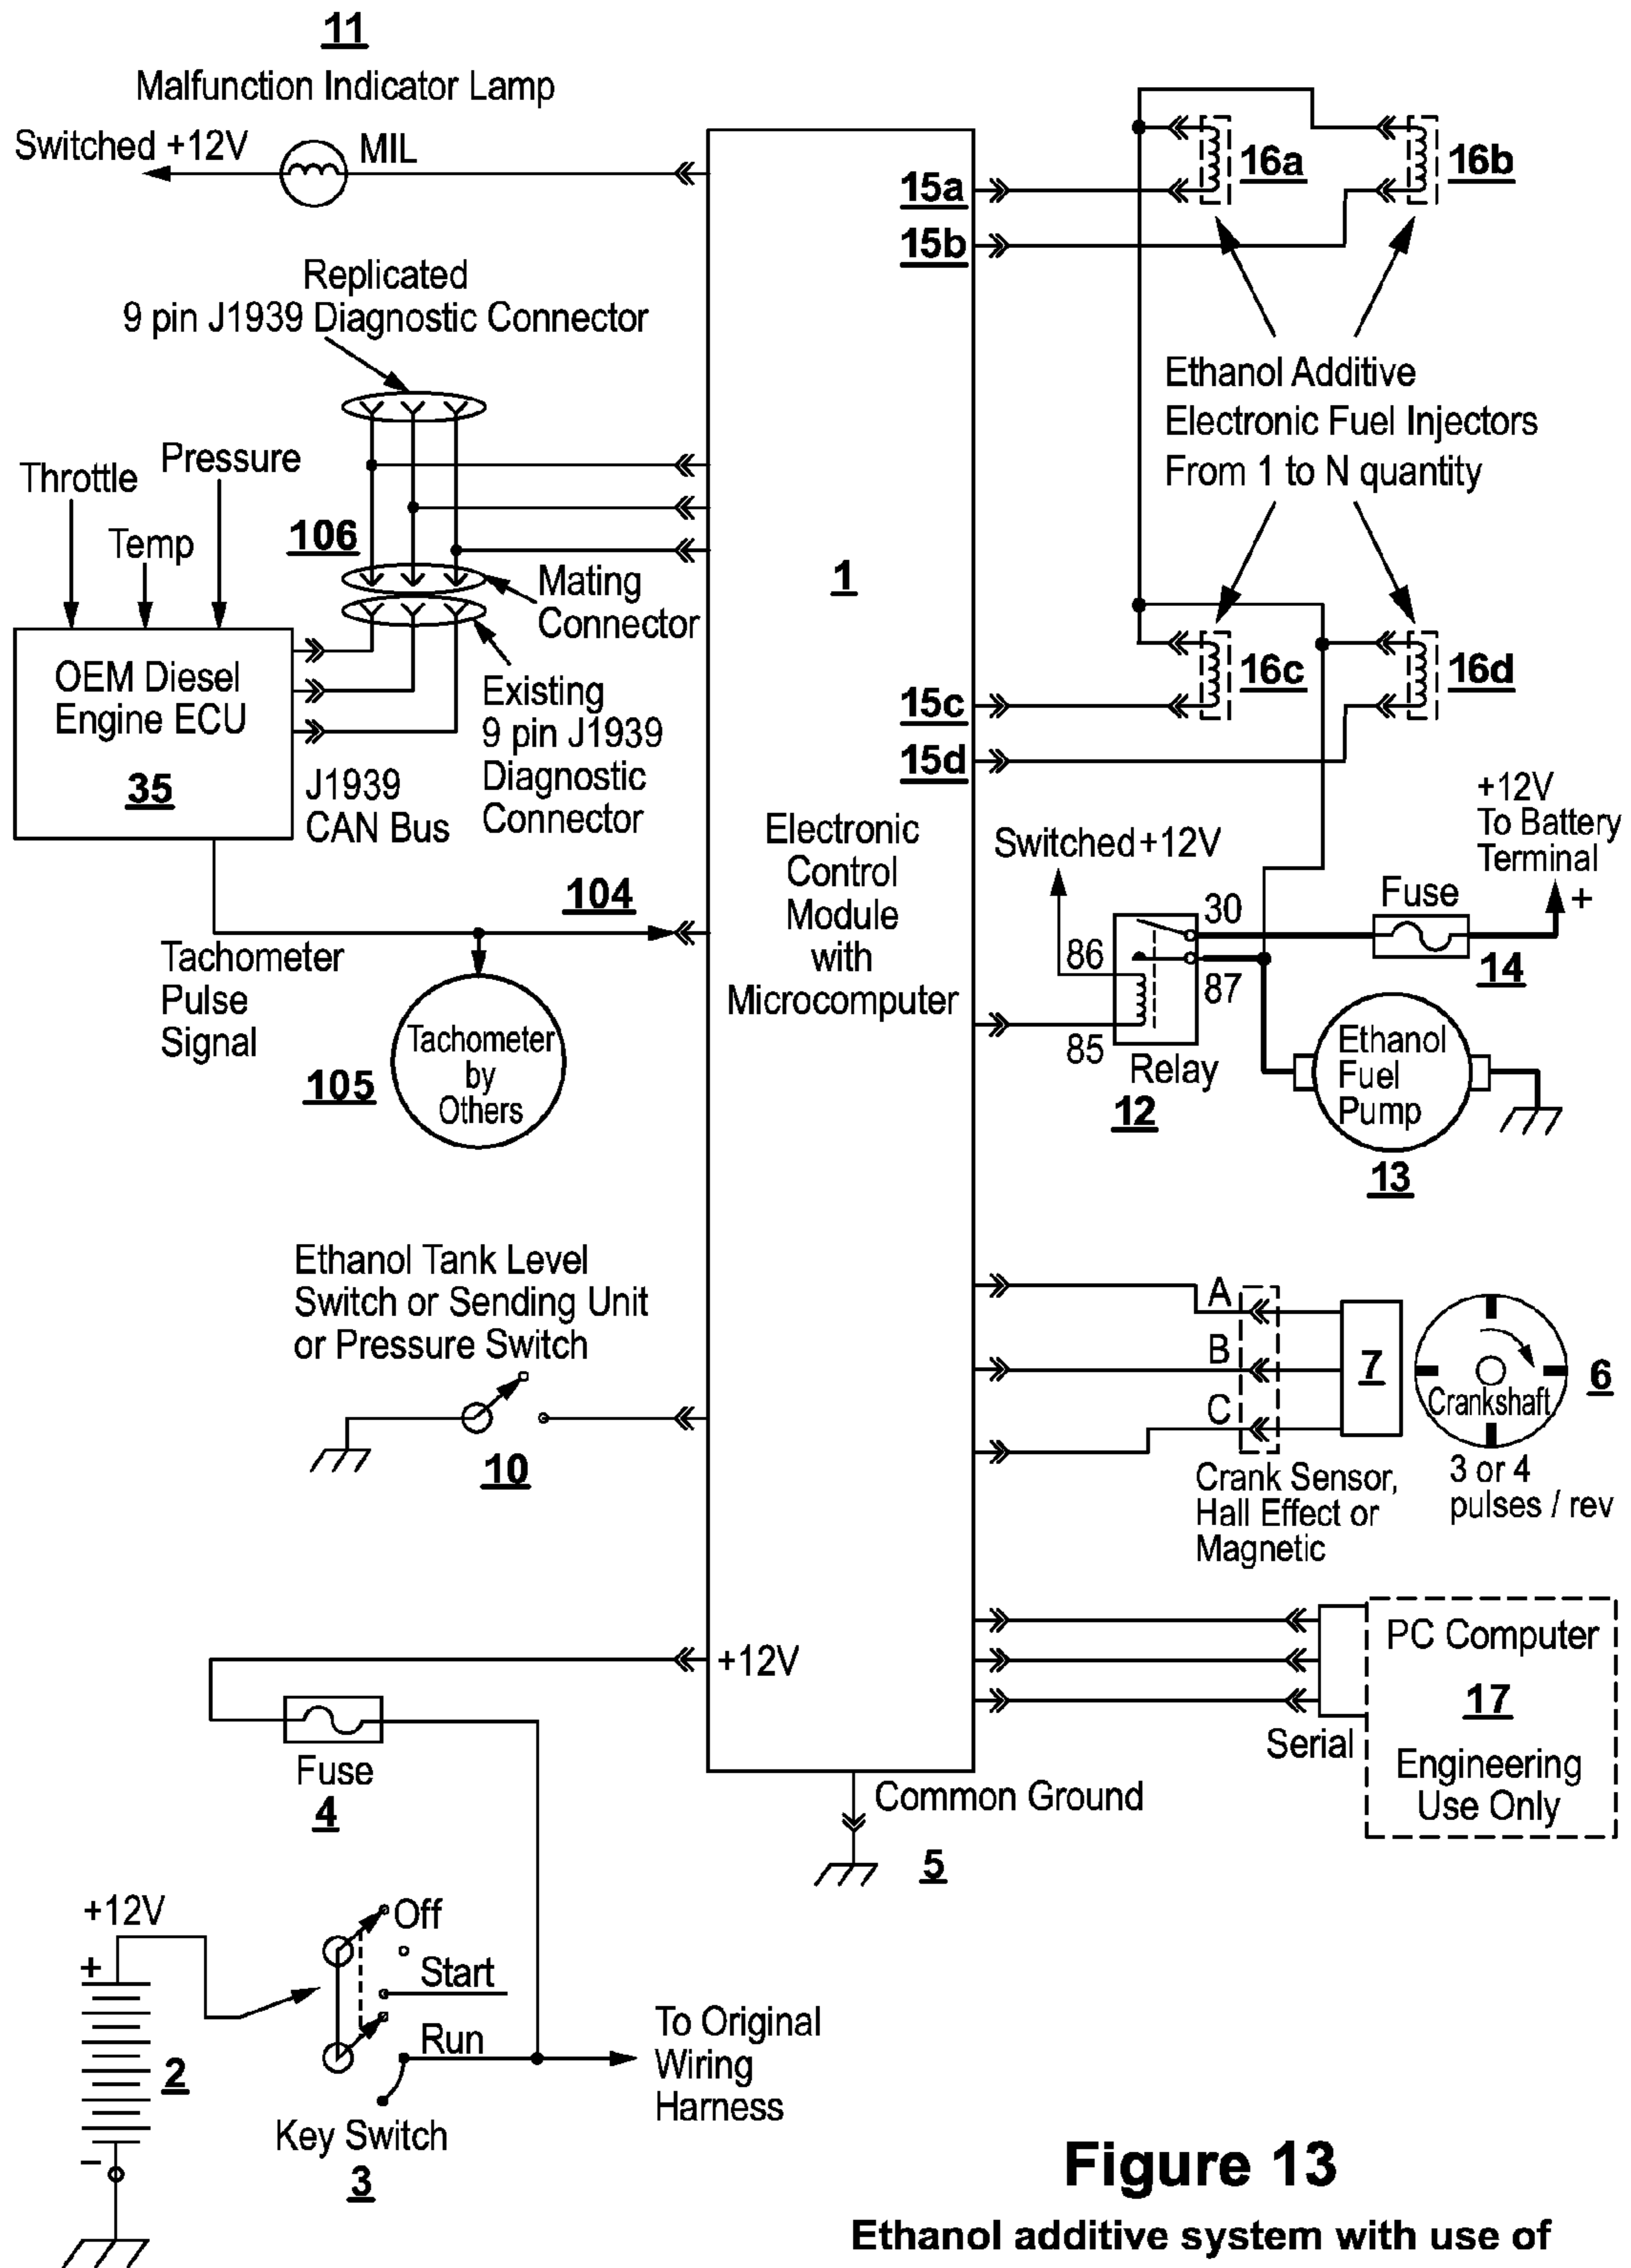 11
Malfunction Indicator Lamp
Switched +12V
MIL
Replicated
9 pin J1939 Diagnostic Connector
Throttle
Pressure
Temp
106
Mating
Connector
OEM Diesel
Engine ECU
35
J1939
CAN Bus
Existing
9 pin J1939
Diagnostic
Connector
104
Tachometer
Pulse
Signal
Tachometer
by
Others
105
Ethanol Tank Level
Switch or Sending Unit
or Pressure Switch
10
+12V
Fuse
4
+12V
+
−
2
Off
Start
Run
Key Switch
3
To Original
Wiring
Harness
1
Electronic
Control
Module
with
Microcomputer
Common Ground
5
15a
15b
15c
15d
16a
16b
Ethanol Additive
Electronic Fuel Injectors
From 1 to N quantity
16c
16d
+12V
To Battery
Terminal
+
Switched+12V
Fuse
14
30
86
87
85
Relay
12
Ethanol
Fuel
Pump
13
A
B
C
7
Crankshaft
6
Crank Sensor,
Hall Effect or
Magnetic
3 or 4
pulses / rev
Serial
PC Computer
17
Engineering
Use Only
Figure 13
Ethanol additive system with use of